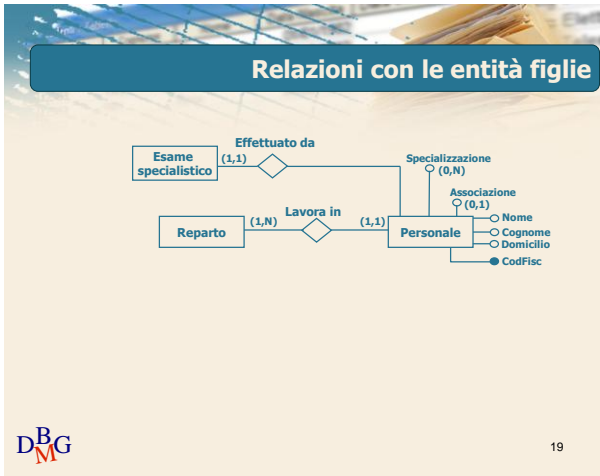 Relazioni con le entità figlie
Effettuato da
Esame
specialistico
(1,1)
Specializzazione
(0,N)
Associazione
(0,1)
Reparto
(1,N)
Lavora in
(1,1)
Personale
Nome
Cognome
Domicilio
CodFisc
DBMG
19